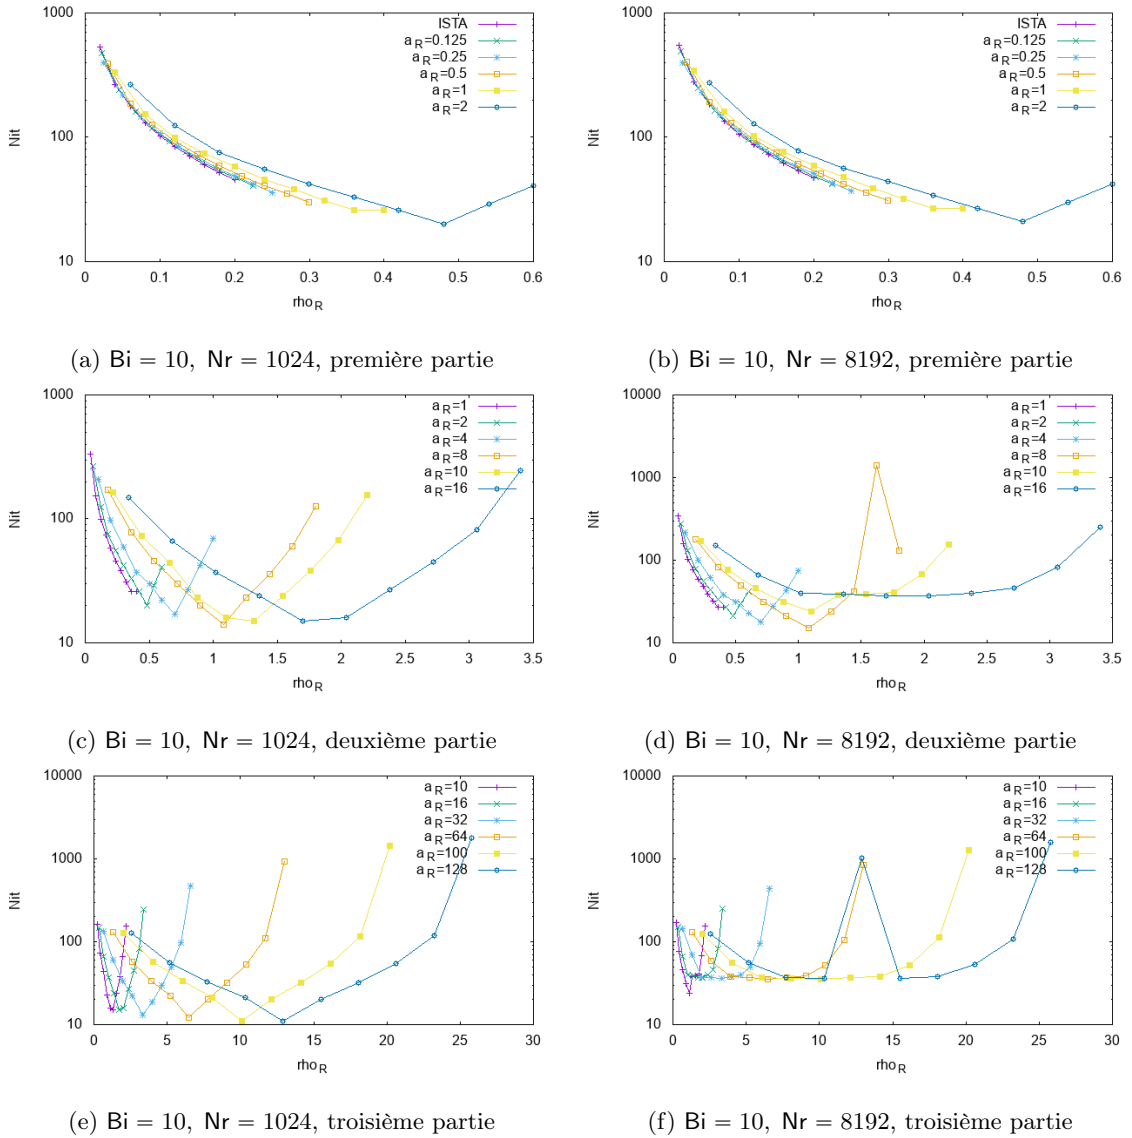 1000
100
10
Nit
ISTA
a R=0.125
a R=0.25
a R=0.5
a R=1
a R=2
0 0.1 0.2 0.3 0.4 0.5 0.6
rho R
(a) Bi = 10, Nr = 1024, première partie
1000
100
10
Nit
ISTA
a R=0.125
a R=0.25
a R=0.5
a R=1
a R=2
0 0.1 0.2 0.3 0.4 0.5 0.6
rho R
(b) Bi = 10, Nr = 8192, première partie
1000
100
10
Nit
a R=1
a R=2
a R=4
a R=8
a R=10
a R=16
0 0.5 1 1.5 2 2.5 3 3.5
rho R
(c) Bi = 10, Nr = 1024, deuxième partie
10000
1000
100
10
Nit
a R=1
a R=2
a R=4
a R=8
a R=10
a R=16
0 0.5 1 1.5 2 2.5 3 3.5
rho R
(d) Bi = 10, Nr = 8192, deuxième partie
10000
1000
100
10
Nit
a R=10
a R=16
a R=32
a R=64
a R=100
a R=128
0 5 10 15 20 25 30
rho R
(e) Bi = 10, Nr = 1024, troisième partie
10000
1000
100
10
Nit
a R=10
a R=16
a R=32
a R=64
a R=100
a R=128
0 5 10 15 20 25 30
rho R
(f) Bi = 10, Nr = 8192, troisième partie